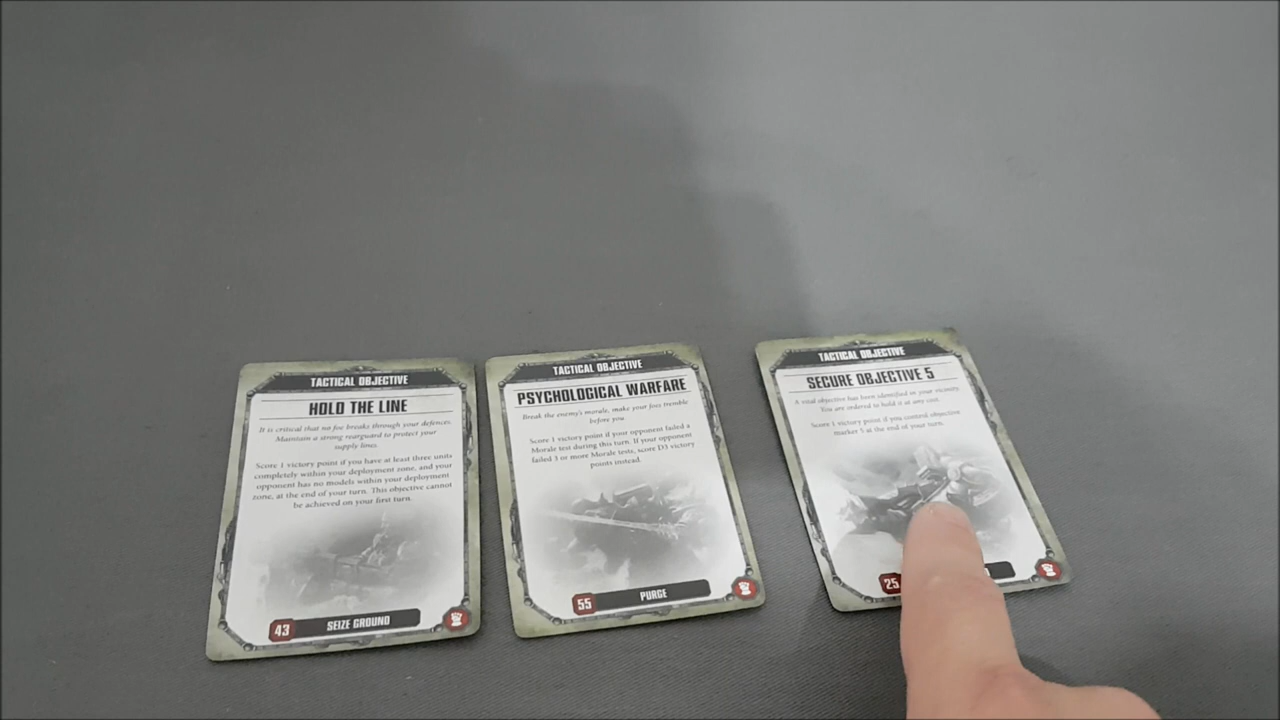 TACTICAL OBJECTIVE
HOLD THE LINE
It is critical that no foe breaks through your defences.
Maintain a strong rearguard to protect your
supply lines.
Score 1 victory point if you have at least three units
completely within your deployment zone, and your
opponent has no models within your deployment
zone, at the end of your turn. This objective cannot
be achieved on your first turn.
43
SEIZE GROUND
TACTICAL OBJECTIVE
PSYCHOLOGICAL WARFARE
Break the enemy's morale, make your foes tremble
before you.
Score 1 victory point if your opponent failed a
Morale test during this turn. If your opponent
failed 3 or more Morale tests, score D3 victory
points instead.
55
PURGE
TACTICAL OBJECTIVE
SECURE OBJECTIVE 5
A vital objective has been identified in your vicinity.
You are ordered to hold it at any cost.
Score 1 victory point if you control objective
marker 5 at the end of your turn.
25